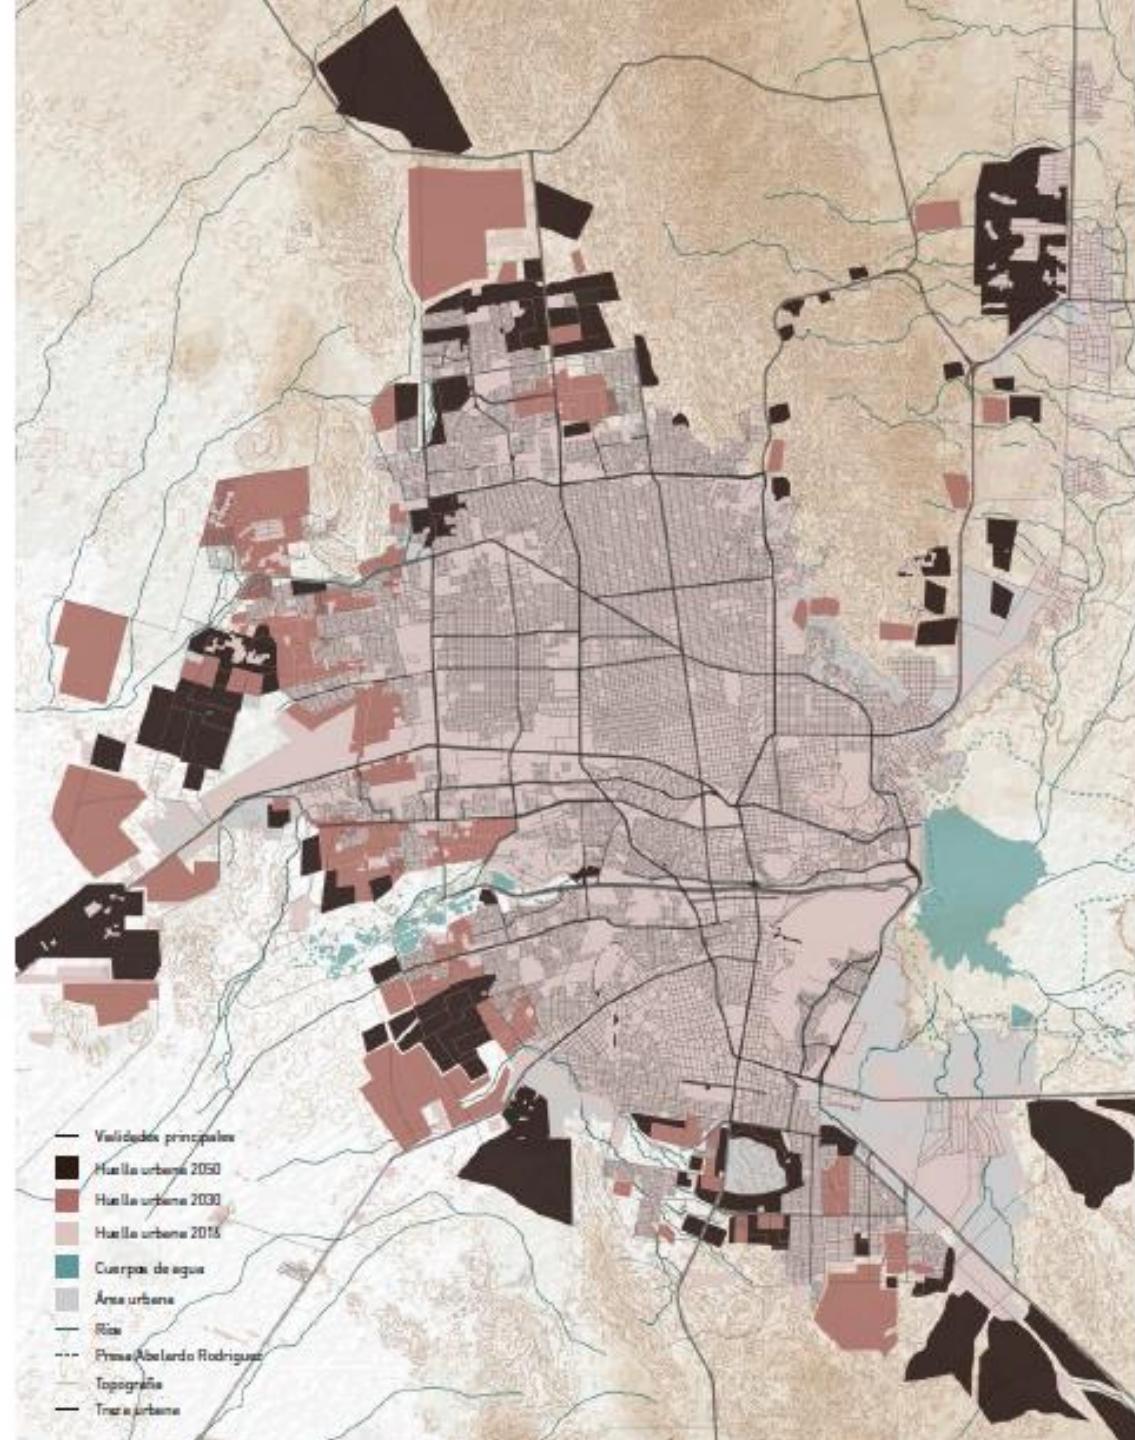 Vialidades principales
Huella urbana 2050
Huella urbana 2030
Huella urbana 2016
Cuerpos de agua
Área urbana
Ríos
Presa Abelardo Rodriguez
Topografía
Traza urbana